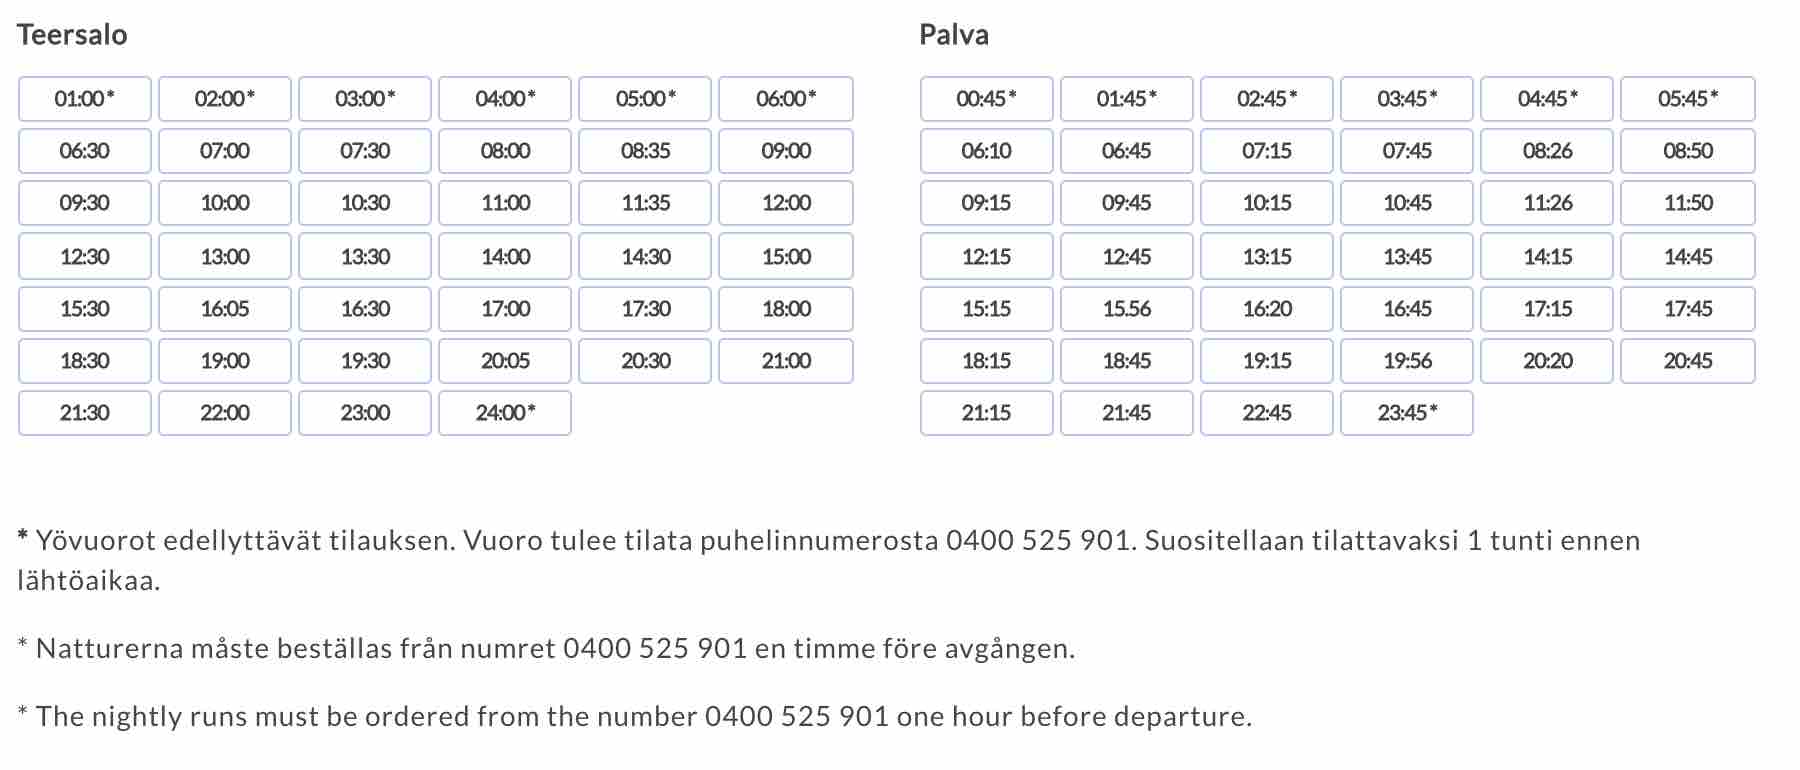 Teersalo
01:00* 02:00* 03:00* 04:00* 05:00* 06:00*
06:30 07:00 07:30 08:00 08:35 09:00
09:30 10:00 10:30 11:00 11:35 12:00
12:30 13:00 13:30 14:00 14:30 15:00
15:30 16:05 16:30 17:00 17:30 18:00
18:30 19:00 19:30 20:05 20:30 21:00
21:30 22:00 23:00 24:00*
Palva
00:45* 01:45* 02:45* 03:45* 04:45* 05:45*
06:10 06:45 07:15 07:45 08:26 08:50
09:15 09:45 10:15 10:45 11:26 11:50
12:15 12:45 13:15 13:45 14:15 14:45
15:15 15.56 16:20 16:45 17:15 17:45
18:15 18:45 19:15 19:56 20:20 20:45
21:15 21:45 22:45 23:45*
* Yövuorot edellyttävät tilauksen. Vuoro tulee tilata puhelinnumerosta 0400 525 901. Suositellaan tilattavaksi 1 tunti ennen
lähtöaikaa.
* Natturerna måste beställas från numret 0400 525 901 en timme före avgången.
* The nightly runs must be ordered from the number 0400 525 901 one hour before departure.